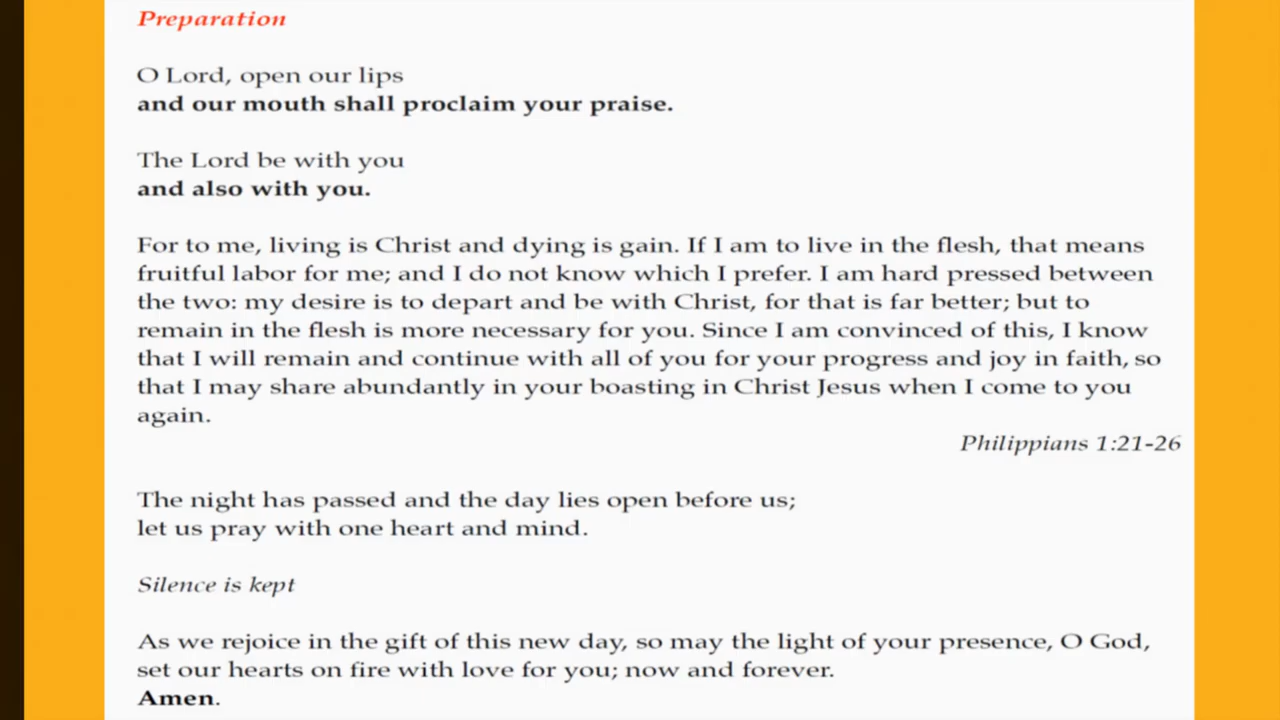 Preparation
O Lord, open our lips
and our mouth shall proclaim your praise.
The Lord be with you
and also with you.
For to me, living is Christ and dying is gain. If I am to live in the flesh, that means
fruitful labor for me; and I do not know which I prefer. I am hard pressed between
the two: my desire is to depart and be with Christ, for that is far better; but to
remain in the flesh is more necessary for you. Since I am convinced of this, I know
that I will remain and continue with all of you for your progress and joy in faith, so
that I may share abundantly in your boasting in Christ Jesus when I come to you
again.
Philippians 1:21-26
The night has passed and the day lies open before us;
let us pray with one heart and mind.
Silence is kept
As we rejoice in the gift of this new day, so may the light of your presence, O God,
set our hearts on fire with love for you; now and forever.
Amen.